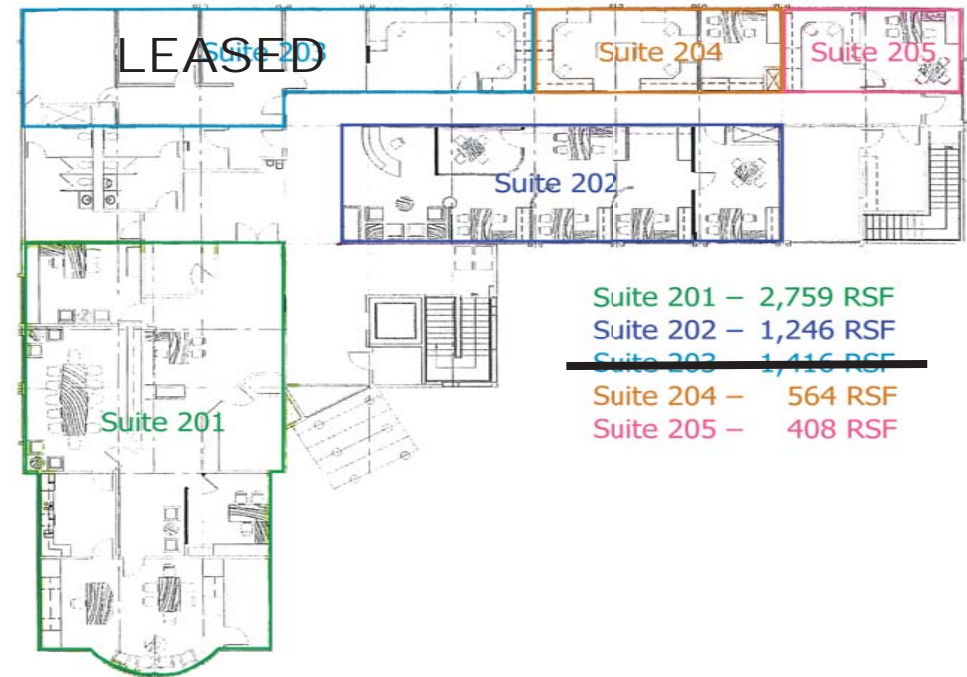 LEASED
Suite 203
Suite 204
Suite 205
Suite 202
Suite 201 – 2,759 RSF
Suite 202 – 1,246 RSF
Suite 203 – 1,416 RSF
Suite 204 – 564 RSF
Suite 205 – 408 RSF
Suite 201